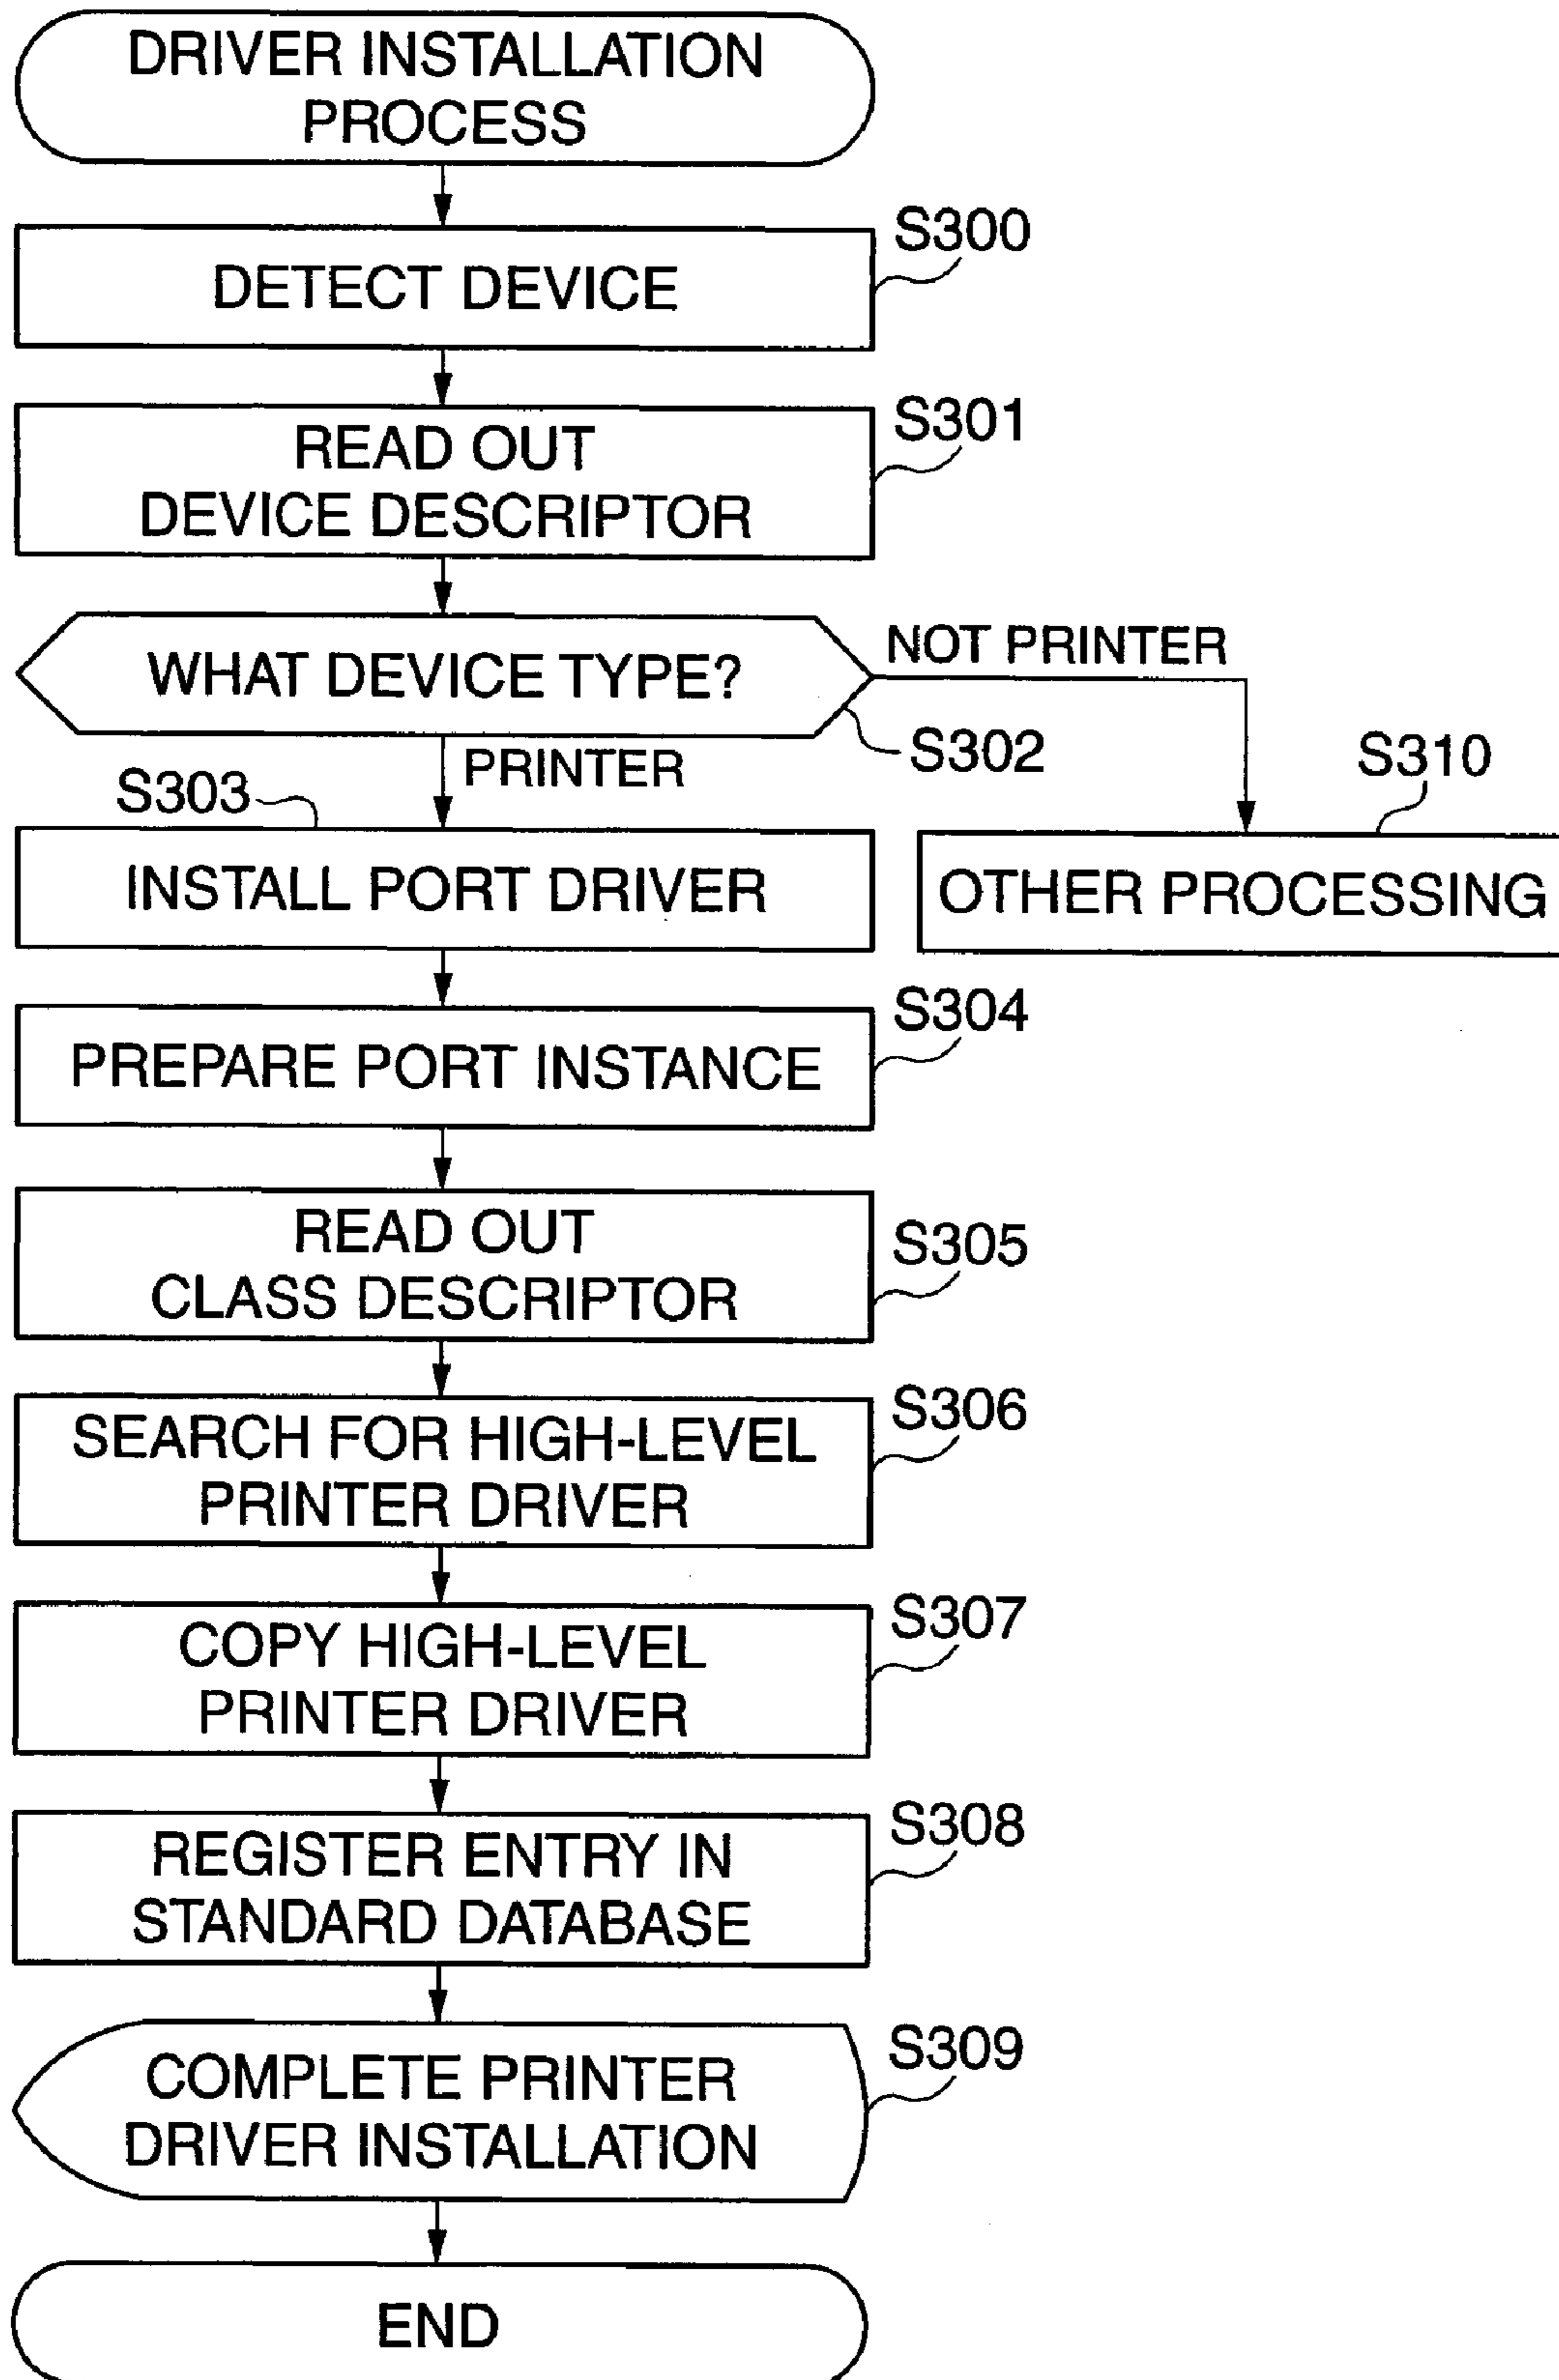 DRIVER INSTALLATION
PROCESS
S300
DETECT DEVICE
S301
READ OUT
DEVICE DESCRIPTOR
WHAT DEVICE TYPE?
NOT PRINTER
S302
PRINTER
S310
S303
INSTALL PORT DRIVER
OTHER PROCESSING
S304
PREPARE PORT INSTANCE
S305
READ OUT
CLASS DESCRIPTOR
S306
SEARCH FOR HIGH-LEVEL
PRINTER DRIVER
S307
COPY HIGH-LEVEL
PRINTER DRIVER
S308
REGISTER ENTRY IN
STANDARD DATABASE
S309
COMPLETE PRINTER
DRIVER INSTALLATION
END